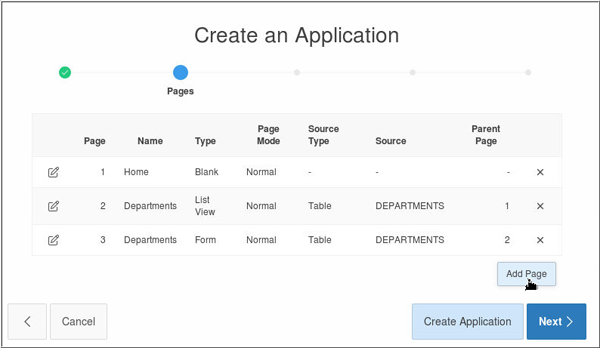 Create an Application
Pages
Page Name Type Page Mode Source Type Source Parent Page
1 Home Blank Normal - - -
2 Departments List View Normal Table DEPARTMENTS 1
3 Departments Form Normal Table DEPARTMENTS 2
Add Page
Cancel Create Application Next